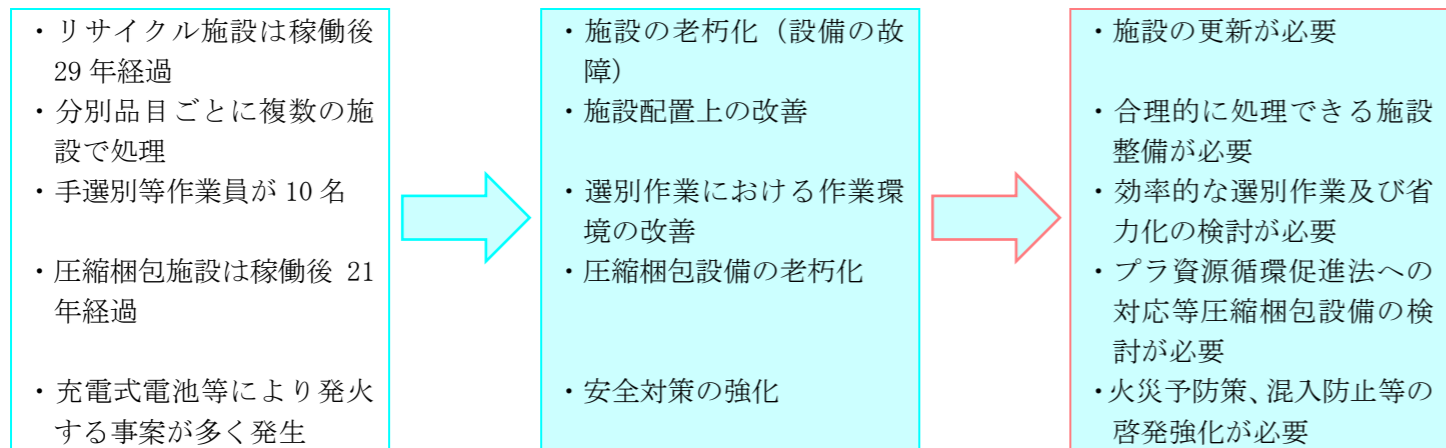 ・リサイクル施設は稼働後
29 年経過
・分別品目ごとに複数の施
設で処理
・手選別等作業員が 10 名
・圧縮梱包施設は稼働後 21
年経過
・充電式電池等により発火
する事案が多く発生
・施設の老朽化（設備の故
障）
・施設配置上の改善
・選別作業における作業環
境の改善
・圧縮梱包設備の老朽化
・安全対策の強化
・施設の更新が必要
・合理的に処理できる施設
整備が必要
・効率的な選別作業及び省
力化の検討が必要
・プラ資源循環促進法への
対応等圧縮梱包設備の検
討が必要
・火災予防策、混入防止等の
啓発強化が必要